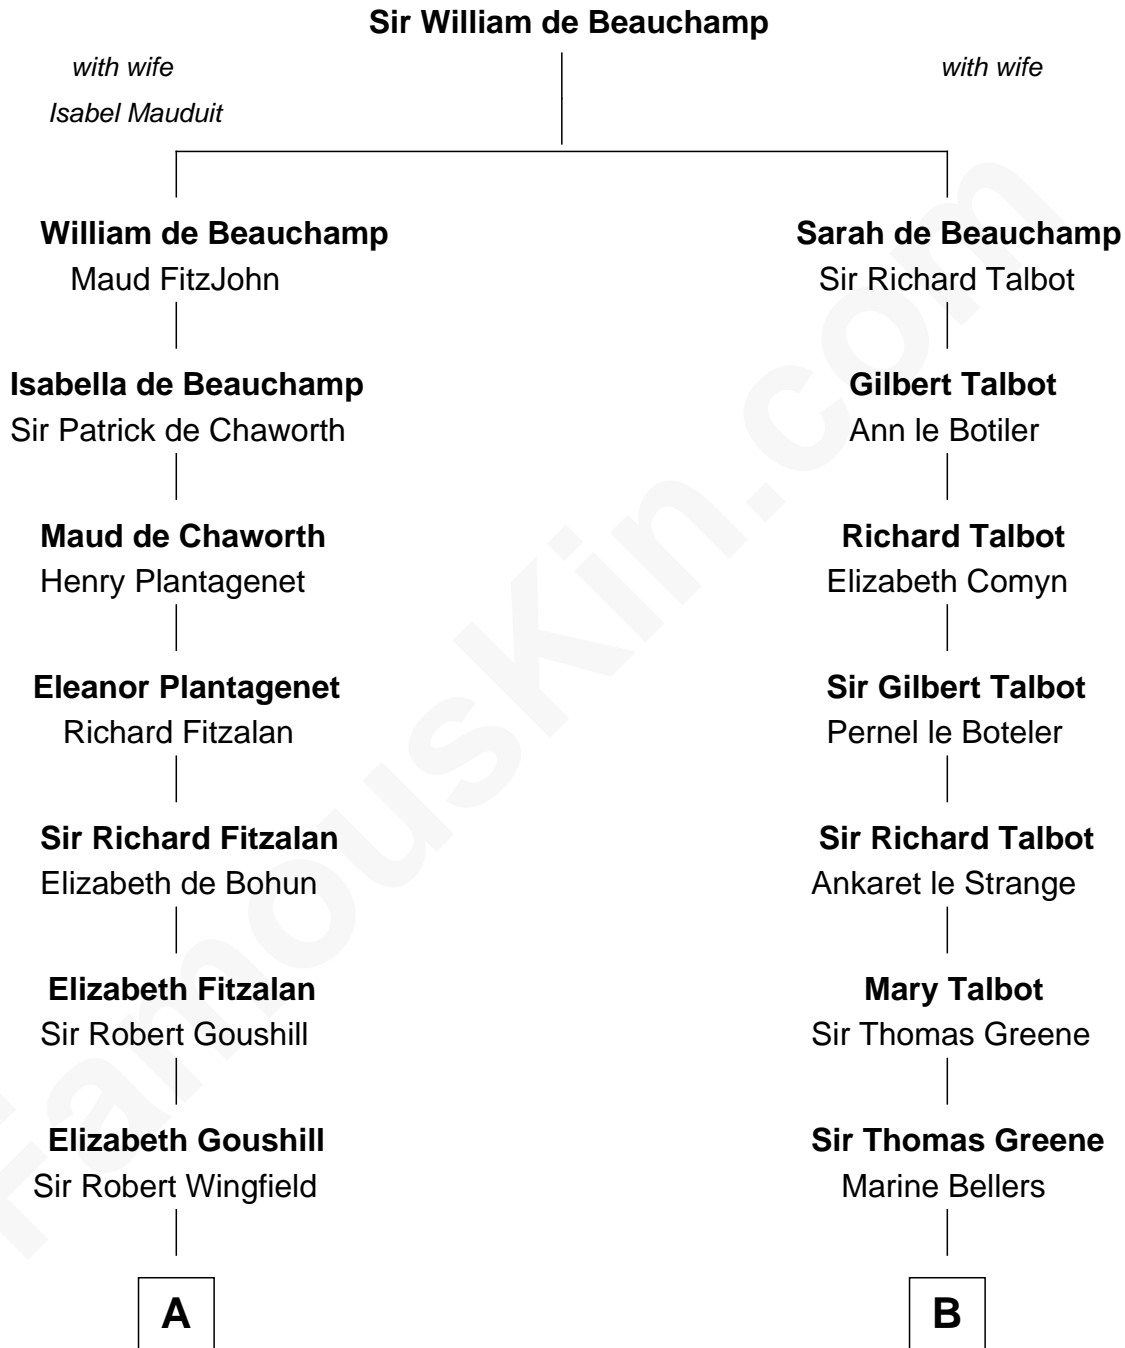 Sir William de Beauchamp
with wife
Isabel Mauduit
with wife
William de Beauchamp
Maud FitzJohn
Sarah de Beauchamp
Sir Richard Talbot
Isabella de Beauchamp
Sir Patrick de Chaworth
Gilbert Talbot
Ann le Botiler
Maud de Chaworth
Henry Plantagenet
Richard Talbot
Elizabeth Comyn
Eleanor Plantagenet
Richard Fitzalan
Sir Gilbert Talbot
Pernel le Boteler
Sir Richard Fitzalan
Elizabeth de Bohun
Sir Richard Talbot
Ankaret le Strange
Elizabeth Fitzalan
Sir Robert Goushill
Mary Talbot
Sir Thomas Greene
Elizabeth Goushill
Sir Robert Wingfield
Sir Thomas Greene
Marine Bellers
A
B
FamousKin.com